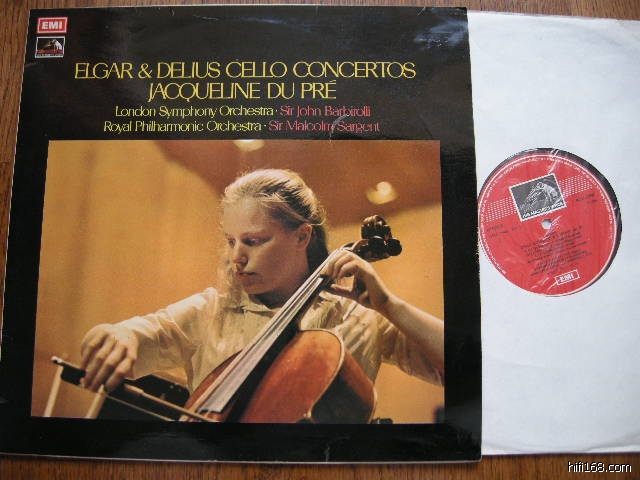 EMI
ELGAR & DELIUS CELLO CONCERTOS
JACQUELINE DU PRÉ
London Symphony Orchestra · Sir John Barbirolli
Royal Philharmonic Orchestra · Sir Malcolm Sargent
EMI
hifi168.com